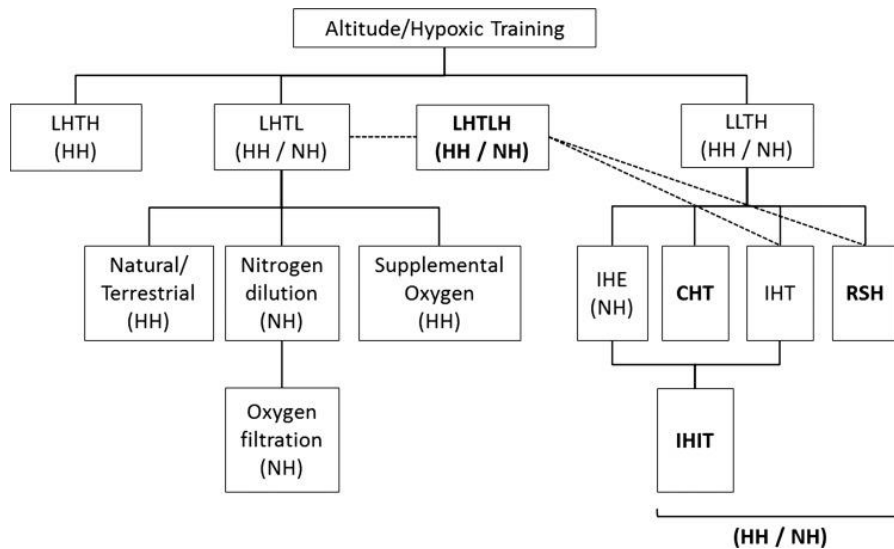 Altitude/Hypoxic Training
LHTH
(HH)
LHTL
(HH / NH)
LHTLH
(HH / NH)
LLTH
(HH / NH)
Natural/
Terrestrial
(HH)
Nitrogen
dilution
(NH)
Supplemental
Oxygen
(HH)
IHE
(NH)
CHT
IHT
RSH
Oxygen
filtration
(NH)
IHIT
(HH / NH)